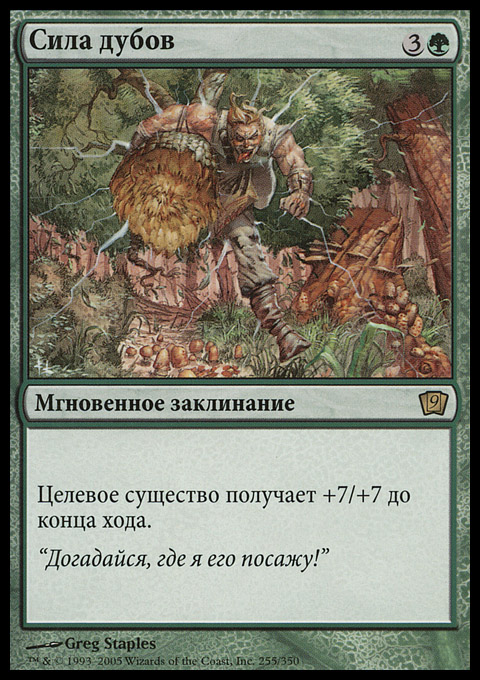 Сила дубов
3
Мгновенное заклинание
9
Целевое существо получает +7/+7 до
конца хода.
“Догадайся, где я его посажу!”
Greg Staples
™ & © 1993–2005 Wizards of the Coast, Inc. 255/350